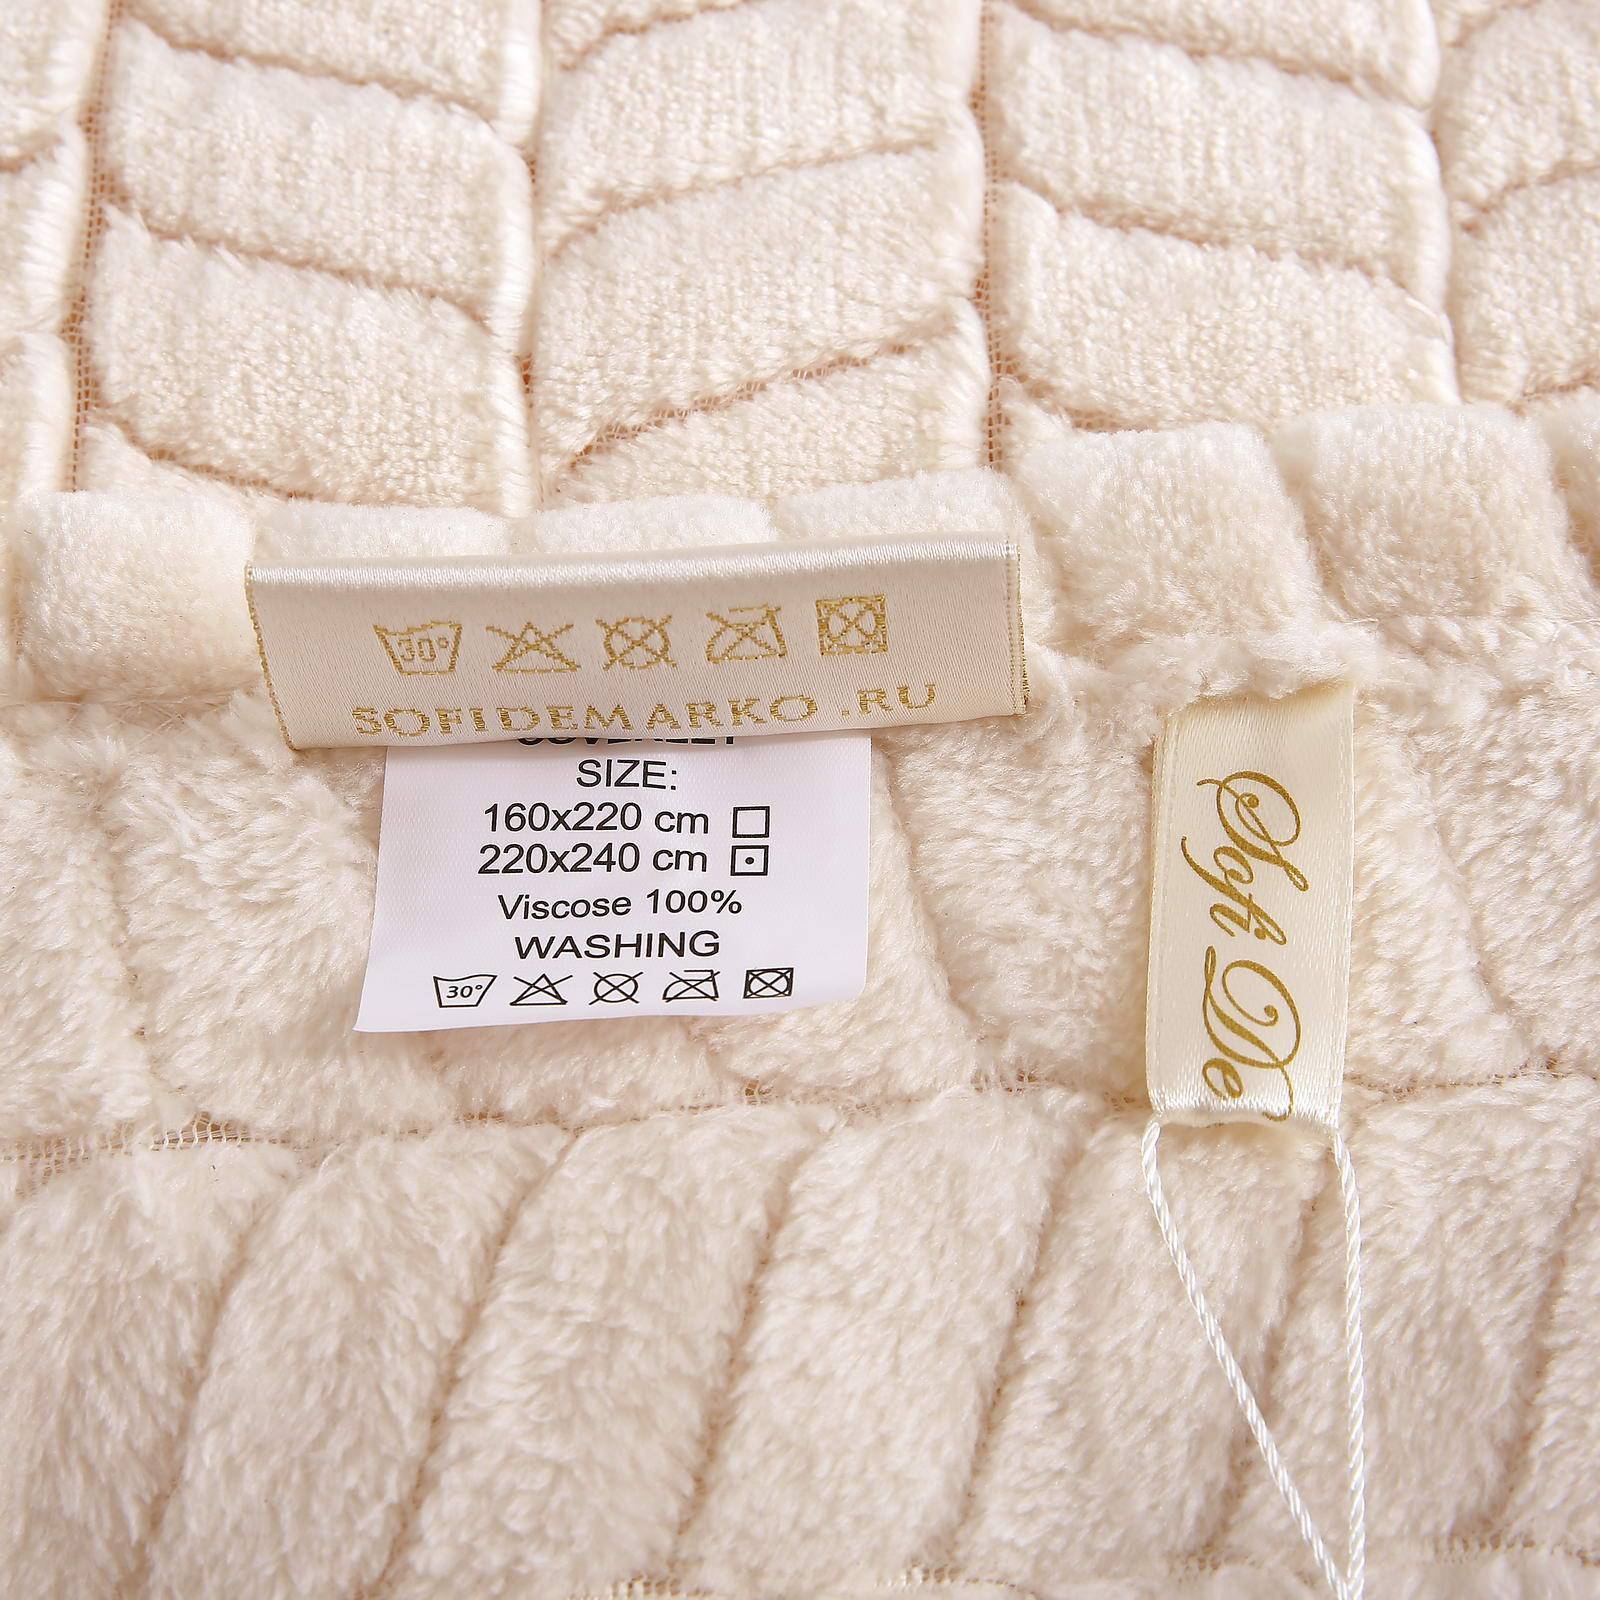 30°
SOFIDEMARKO.RU
SIZE:
160x220 cm
220x240 cm
Viscose 100%
WASHING
30°
Sofi De